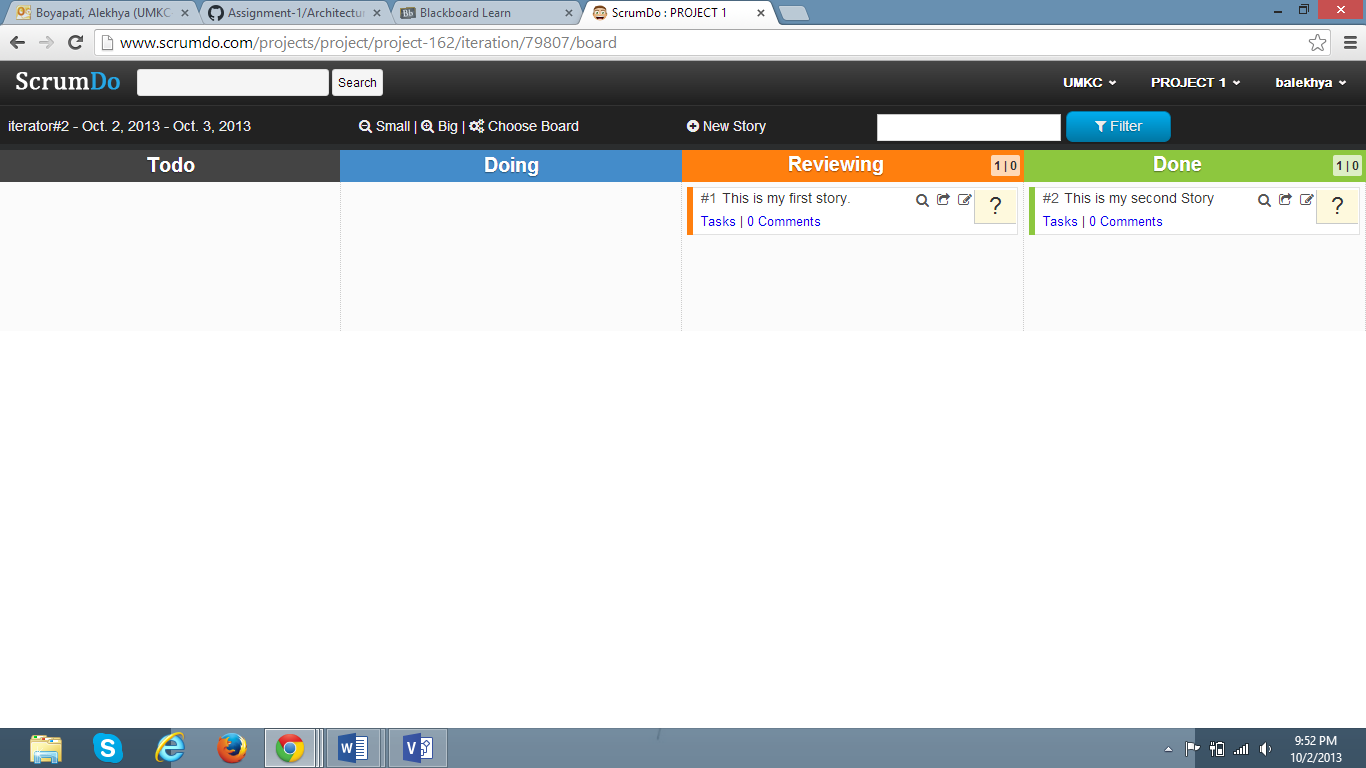 Boyapati, Alekhya (UMKC
Assignment-1/Architectur
Blackboard Learn
ScrumDo : PROJECT 1
www.scrumdo.com/projects/project/project-162/iteration/79807/board
ScrumDo Search UMKC PROJECT 1 balekhya
iterator#2 - Oct. 2, 2013 - Oct. 3, 2013 Small | Big | Choose Board New Story Filter
Todo Doing Reviewing 1 | 0 Done 1 | 0
#1 This is my first story. ?
Tasks | 0 Comments
#2 This is my second Story ?
Tasks | 0 Comments
9:52 PM
10/2/2013